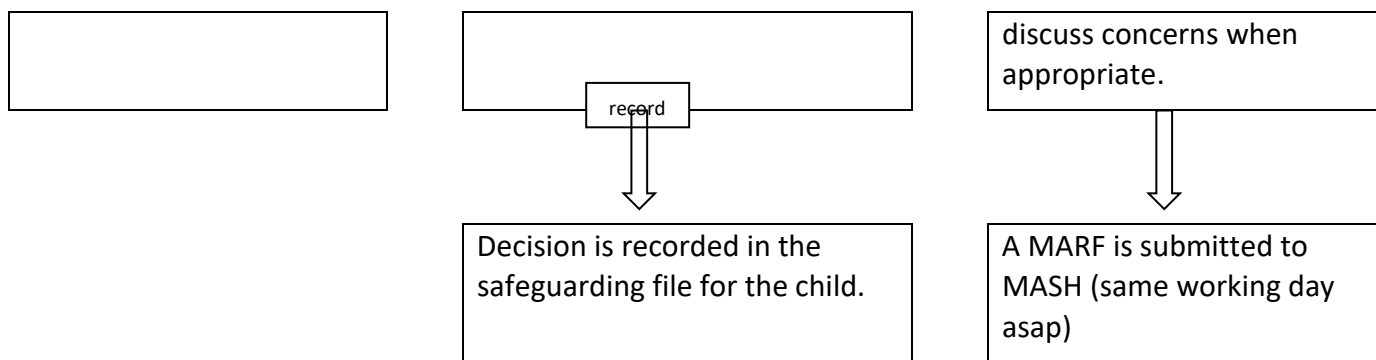 discuss concerns when
appropriate.
record
Decision is recorded in the
safeguarding file for the child.
A MARF is submitted to
MASH (same working day
asap)